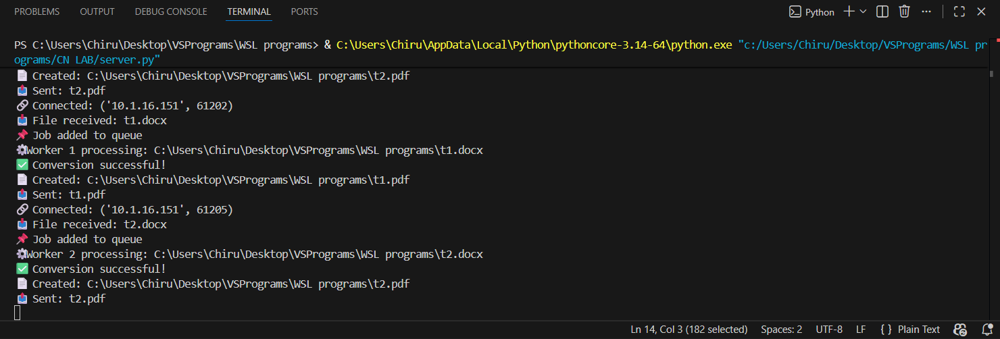 PROBLEMS OUTPUT DEBUG CONSOLE TERMINAL PORTS Python
PS C:\Users\Chiru\Desktop\VSPrograms\WSL programs> & C:\Users\Chiru\AppData\Local\Python\pythoncore-3.14-64\python.exe "c:/Users/Chiru/Desktop/VSPrograms/WSL pr
ograms/CN LAB/server.py"
📄 Created: C:\Users\Chiru\Desktop\VSPrograms\WSL programs\t2.pdf
📤 Sent: t2.pdf
🔗 Connected: ('10.1.16.151', 61202)
📥 File received: t1.docx
📌 Job added to queue
⚙Worker 1 processing: C:\Users\Chiru\Desktop\VSPrograms\WSL programs\t1.docx
✅ Conversion successful!
📄 Created: C:\Users\Chiru\Desktop\VSPrograms\WSL programs\t1.pdf
📤 Sent: t1.pdf
🔗 Connected: ('10.1.16.151', 61205)
📥 File received: t2.docx
📌 Job added to queue
⚙Worker 2 processing: C:\Users\Chiru\Desktop\VSPrograms\WSL programs\t2.docx
✅ Conversion successful!
📄 Created: C:\Users\Chiru\Desktop\VSPrograms\WSL programs\t2.pdf
📤 Sent: t2.pdf
Ln 14, Col 3 (182 selected) Spaces: 2 UTF-8 LF { } Plain Text